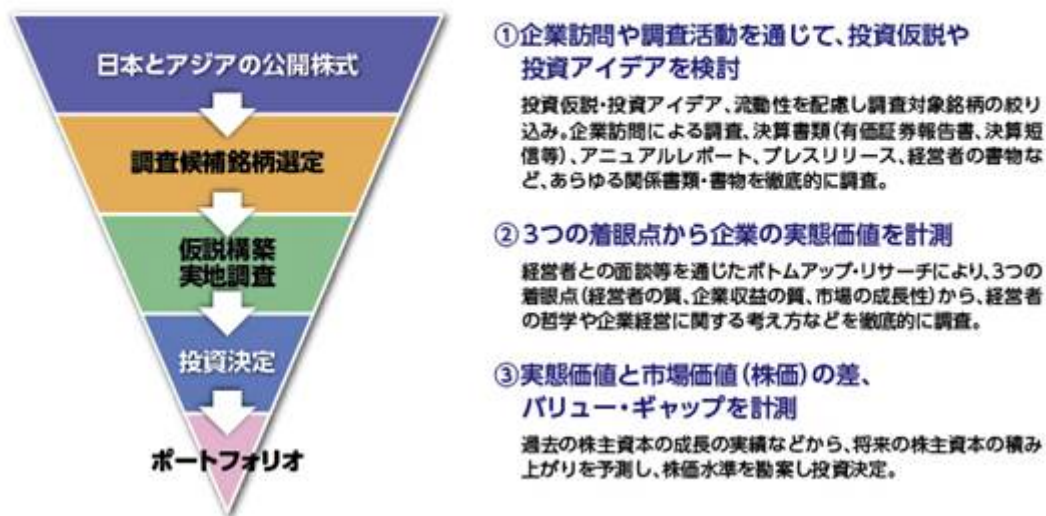 日本とアジアの公開株式
調査候補銘柄選定
仮説構築
実地調査
投資決定
ポートフォリオ
①企業訪問や調査活動を通じて、投資仮説や
投資アイデアを検討
投資仮説・投資アイデア、流動性を配慮し調査対象銘柄の絞り
込み。企業訪問による調査、決算書類(有価証券報告書、決算短
信等)、アニュアルレポート、プレスリリース、経営者の書物な
ど、あらゆる関係書類・書物を徹底的に調査。
②3つの着眼点から企業の実態価値を計測
経営者との面談等を通じたボトムアップ・リサーチにより、3つの
着眼点(経営者の質、企業収益の質、市場の成長性)から、経営者
の哲学や企業経営に関する考え方などを徹底的に調査。
③実態価値と市場価値(株価)の差、
バリュー・ギャップを計測
過去の株主資本の成長の実績などから、将来の株主資本の積み
上がりを予測し、株価水準を勘案し投資決定。